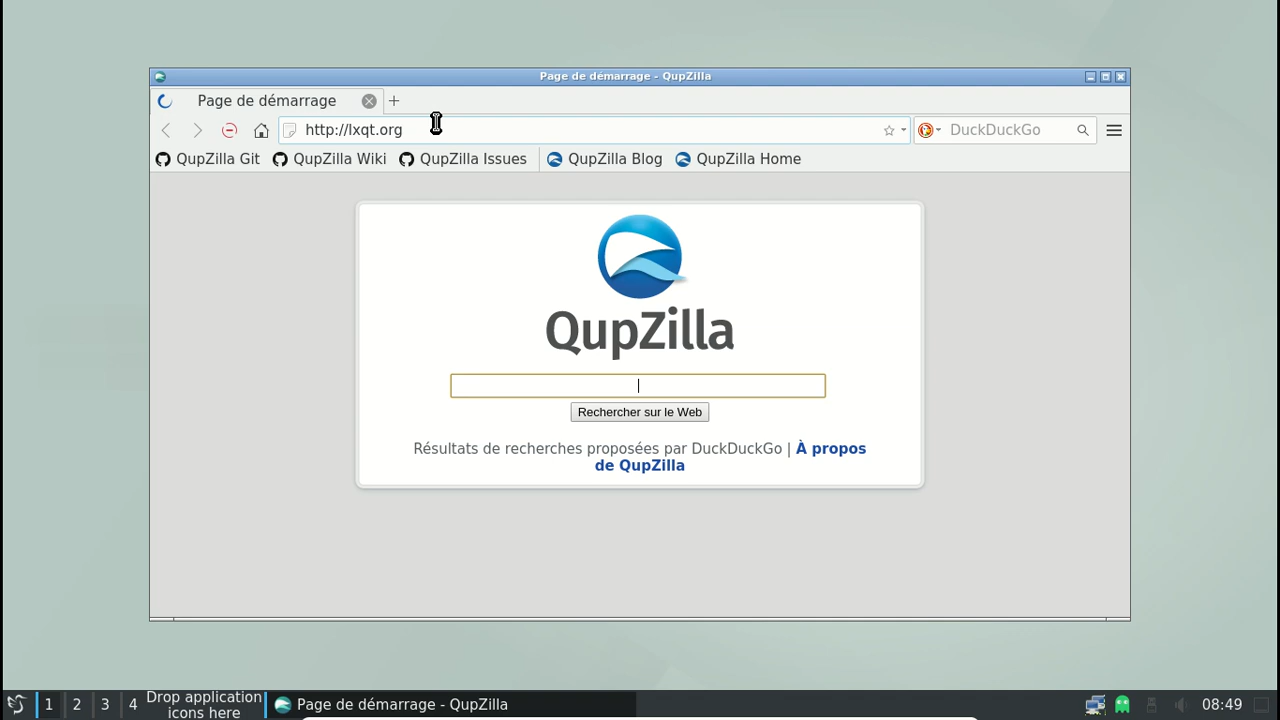 Page de démarrage - QupZilla
Page de démarrage
http://lxqt.org
DuckDuckGo
QupZilla Git QupZilla Wiki QupZilla Issues QupZilla Blog QupZilla Home
QupZilla
Rechercher sur le Web
Résultats de recherches proposées par DuckDuckGo | À propos
de QupZilla
1 2 3 4 Drop application
icons here
Page de démarrage - QupZilla
08:49